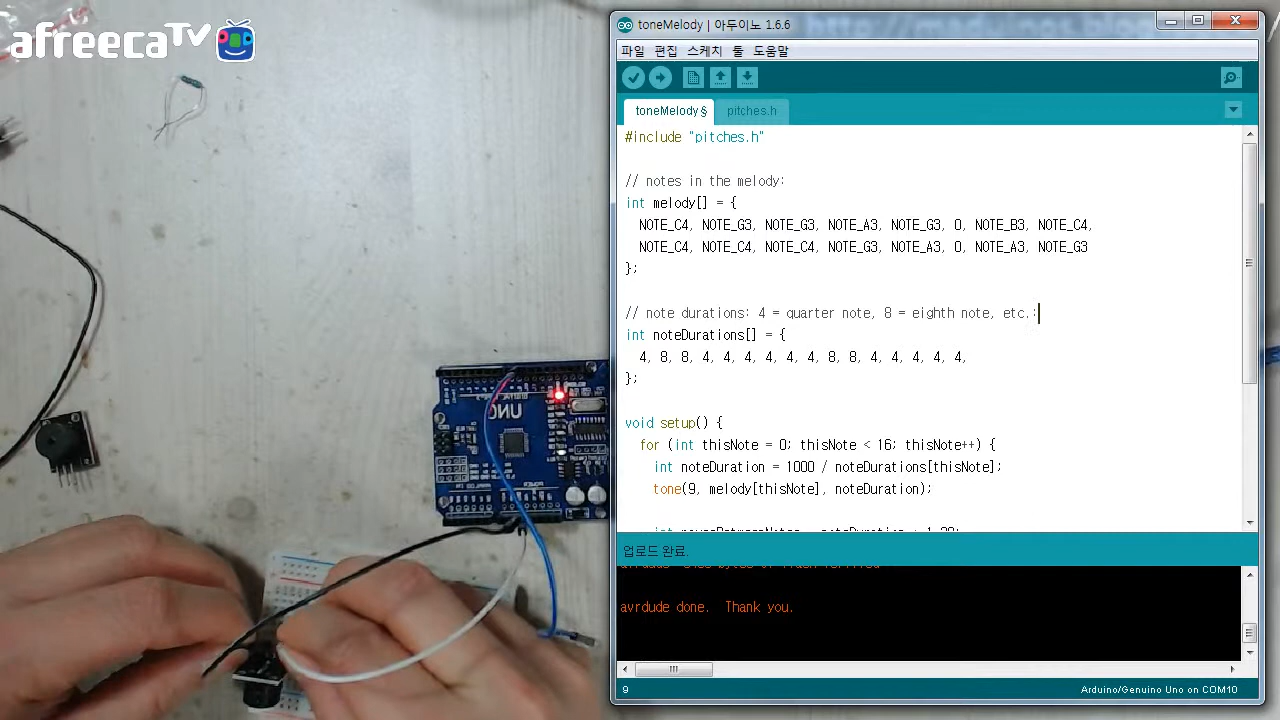 afreecaTV
toneMelody | 아두이노 1.6.6
파일 편집 스케치 툴 도움말
toneMelody § pitches.h
#include "pitches.h"
// notes in the melody:
int melody[] = {
NOTE_C4, NOTE_G3, NOTE_G3, NOTE_A3, NOTE_G3, 0, NOTE_B3, NOTE_C4,
NOTE_C4, NOTE_C4, NOTE_C4, NOTE_G3, NOTE_A3, 0, NOTE_A3, NOTE_G3
};
// note durations: 4 = quarter note, 8 = eighth note, etc.:
int noteDurations[] = {
4, 8, 8, 4, 4, 4, 4, 4, 4, 8, 8, 4, 4, 4, 4, 4,
};
void setup() {
for (int thisNote = 0; thisNote < 16; thisNote++) {
int noteDuration = 1000
tone(9, melody[thisNote],
업로드 완료.
avrdude done. Thank you.
9
Arduino/Genuino Uno on COM10
UNO